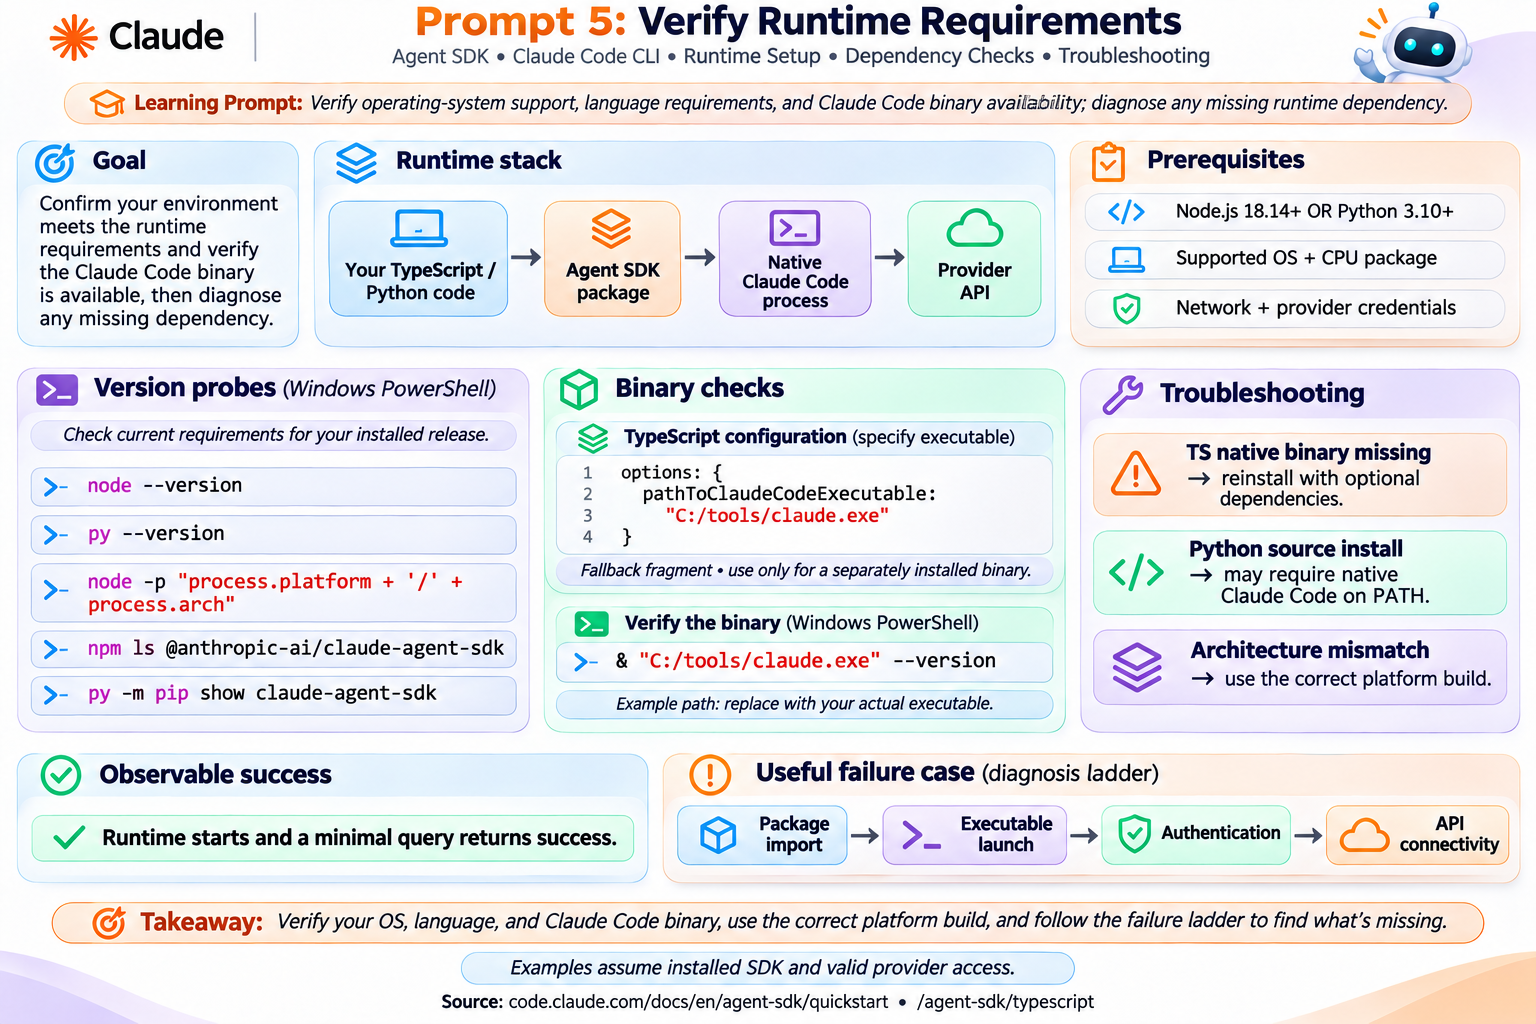 Claude
Prompt 5: Verify Runtime Requirements
Agent SDK • Claude Code CLI • Runtime Setup • Dependency Checks • Troubleshooting
Learning Prompt: Verify operating-system support, language requirements, and Claude Code binary availability; diagnose any missing runtime dependency.
Goal
Confirm your environment
meets the runtime
requirements and verify
the Claude Code binary
is available, then diagnose
any missing dependency.
Runtime stack
Your TypeScript /
Python code
Agent SDK
package
Native
Claude Code
process
Provider
API
Prerequisites
Node.js 18.14+ OR Python 3.10+
Supported OS + CPU package
Network + provider credentials
Version probes (Windows PowerShell)
Check current requirements for your installed release.
node --version
py --version
node -p "process.platform + '/' +
process.arch"
npm ls @anthropic-ai/claude-agent-sdk
py -m pip show claude-agent-sdk
Binary checks
TypeScript configuration (specify executable)
1 options: {
2 pathToClaudeCodeExecutable:
3 "C:/tools/claude.exe"
4 }
Fallback fragment • use only for a separately installed binary.
Verify the binary (Windows PowerShell)
& "C:/tools/claude.exe" --version
Example path: replace with your actual executable.
Troubleshooting
TS native binary missing
→ reinstall with optional
dependencies.
Python source install
→ may require native
Claude Code on PATH.
Architecture mismatch
→ use the correct platform build.
Observable success
Runtime starts and a minimal query returns success.
Useful failure case (diagnosis ladder)
Package
import
Executable
launch
Authentication
API
connectivity
Takeaway: Verify your OS, language, and Claude Code binary, use the correct platform build, and follow the failure ladder to find what's missing.
Examples assume installed SDK and valid provider access.
Source: code.claude.com/docs/en/agent-sdk/quickstart • /agent-sdk/typescript